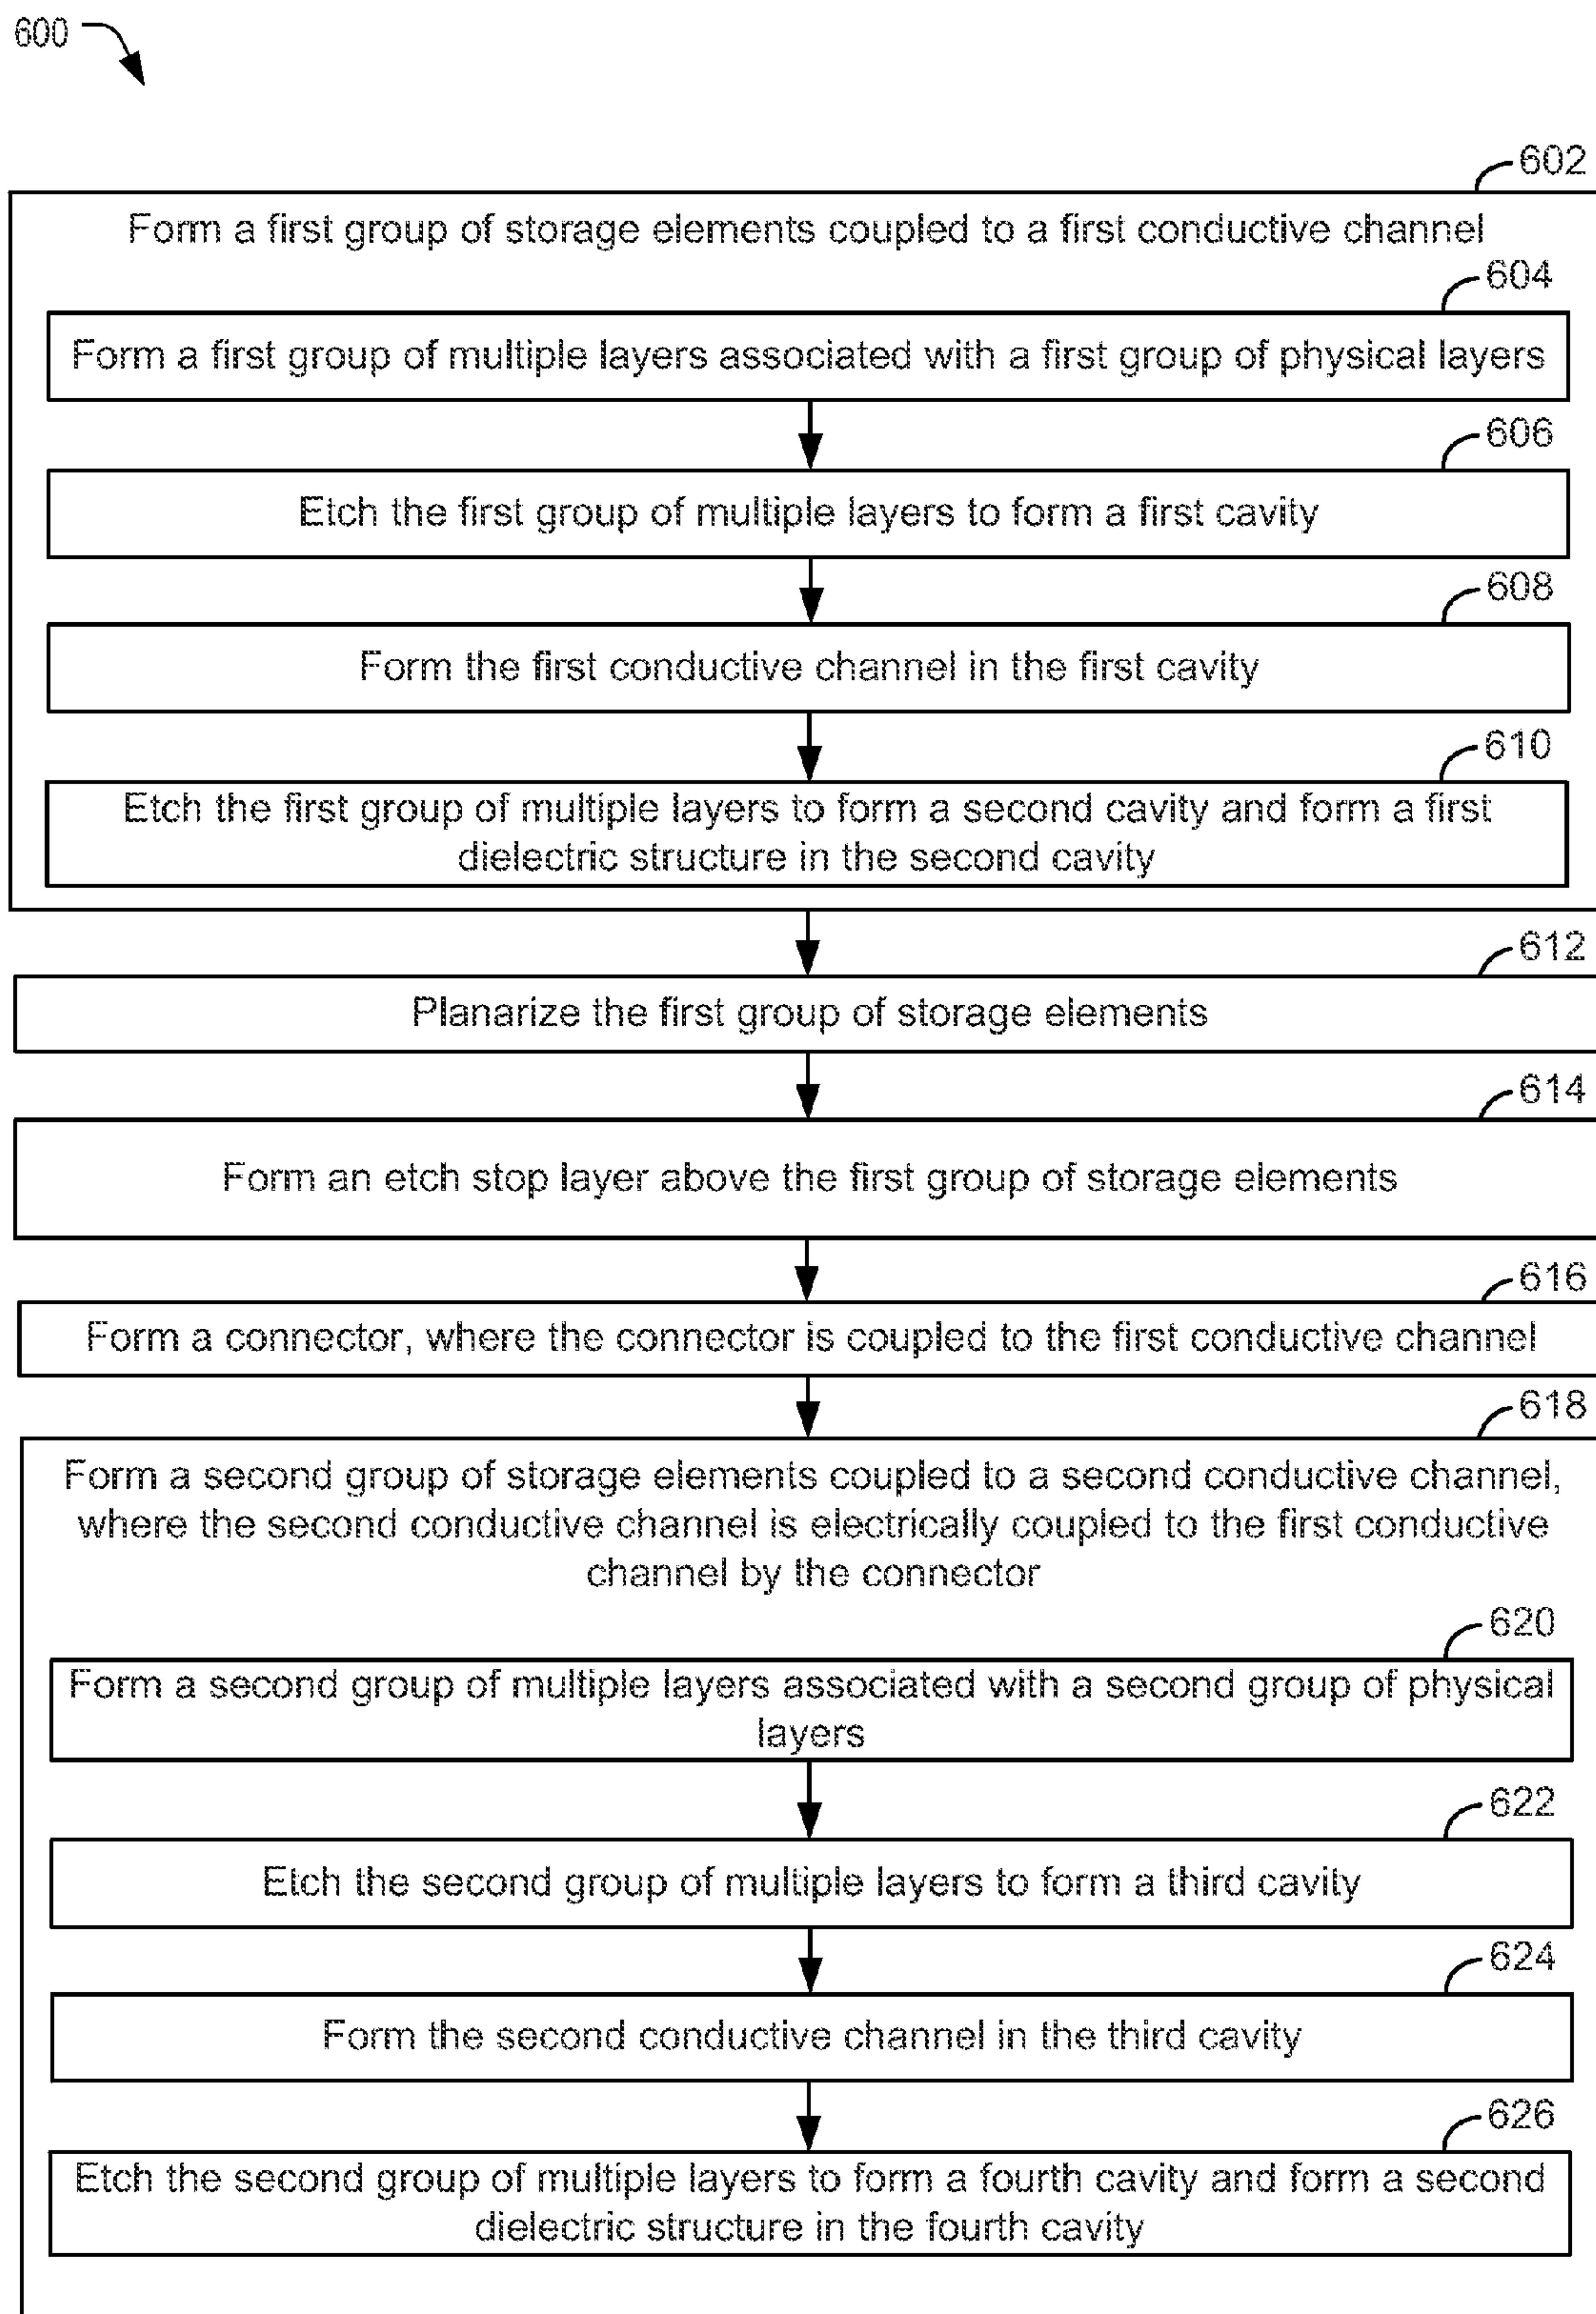 600
602
Form a first group of storage elements coupled to a first conductive channel
604
Form a first group of multiple layers associated with a first group of physical layers
606
Etch the first group of multiple layers to form a first cavity
608
Form the first conductive channel in the first cavity
610
Etch the first group of multiple layers to form a second cavity and form a first
dielectric structure in the second cavity
612
Planarize the first group of storage elements
614
Form an etch stop layer above the first group of storage elements
616
Form a connector, where the connector is coupled to the first conductive channel
618
Form a second group of storage elements coupled to a second conductive channel,
where the second conductive channel is electrically coupled to the first conductive
channel by the connector
620
Form a second group of multiple layers associated with a second group of physical
layers
622
Etch the second group of multiple layers to form a third cavity
624
Form the second conductive channel in the third cavity
626
Etch the second group of multiple layers to form a fourth cavity and form a second
dielectric structure in the fourth cavity